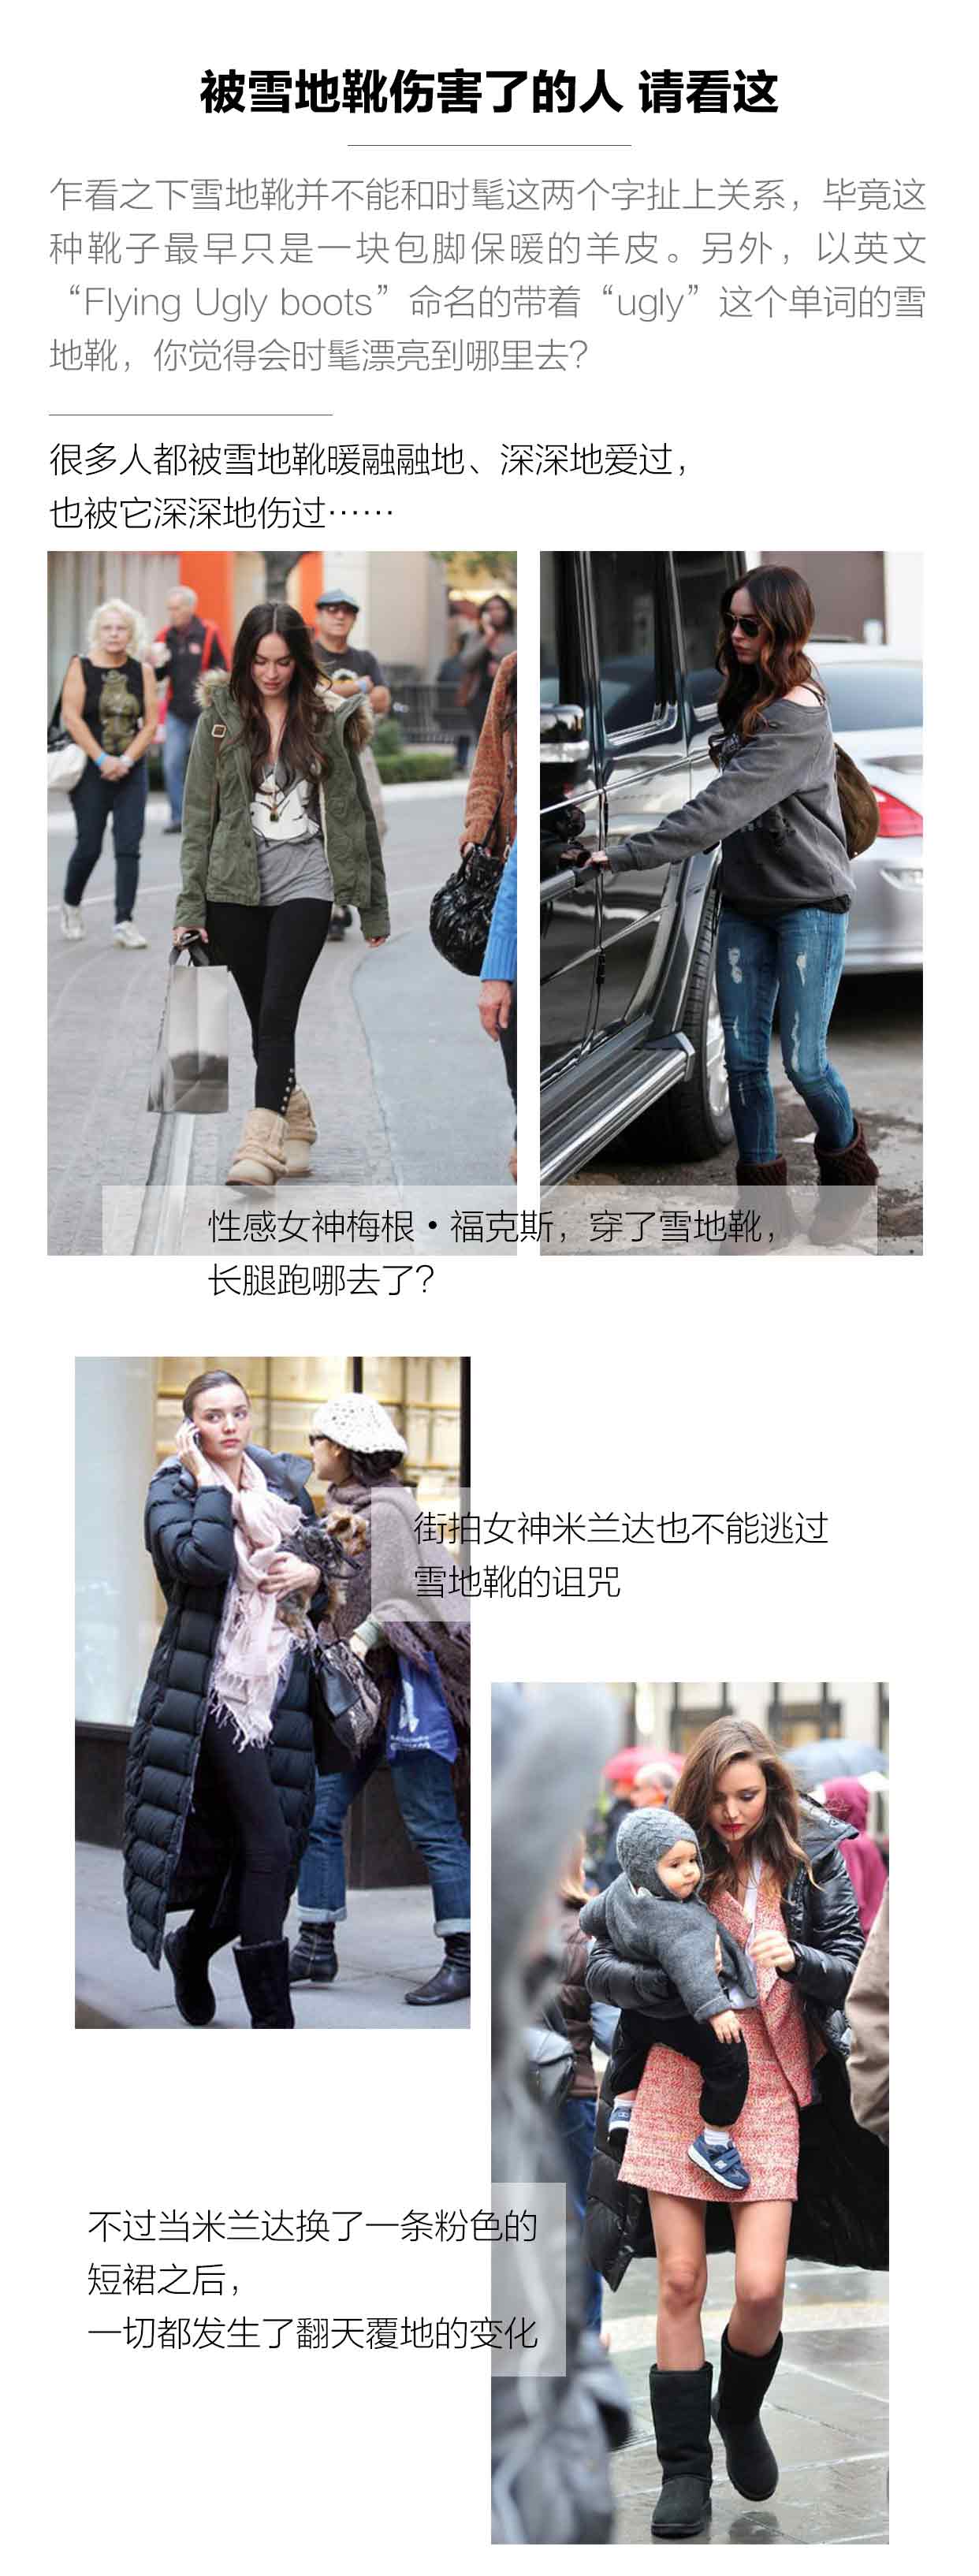 被雪地靴伤害了的人 请看这
乍看之下雪地靴并不能和时髦这两个字扯上关系，毕竟这
种靴子最早只是一块包脚保暖的羊皮。另外，以英文
“Flying Ugly boots”命名的带着“ugly”这个单词的雪
地靴，你觉得会时髦漂亮到哪里去？
很多人都被雪地靴暖融融地、深深地爱过，
也被它深深地伤过……
性感女神梅根·福克斯，穿了雪地靴，
长腿跑哪去了？
街拍女神米兰达也不能逃过
雪地靴的诅咒
不过当米兰达换了一条粉色的
短裙之后，
一切都发生了翻天覆地的变化